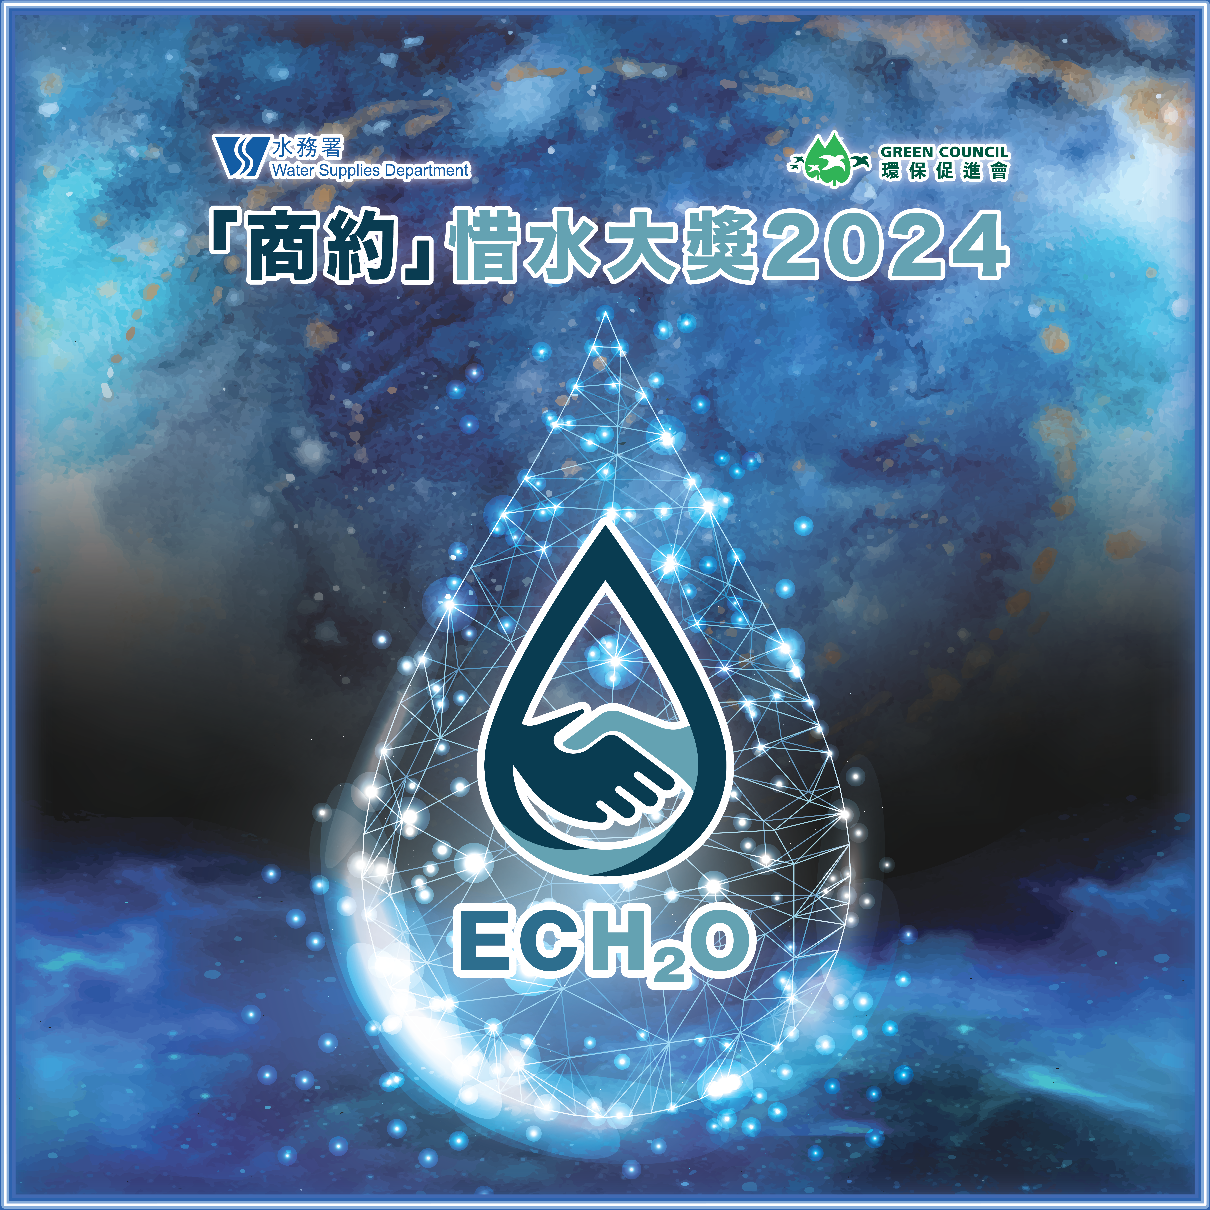 水務署
Water Supplies Department
GREEN COUNCIL
環保促進會
「商約」惜水大獎2024
ECH₂O